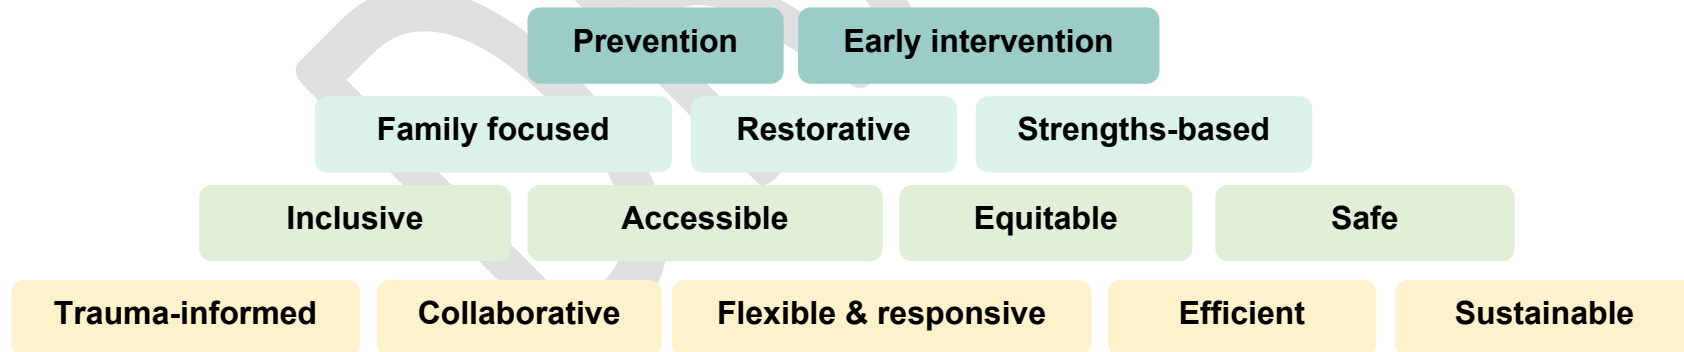 Prevention Early intervention
Family focused Restorative Strengths-based
Inclusive Accessible Equitable Safe
Trauma-informed Collaborative Flexible & responsive Efficient Sustainable